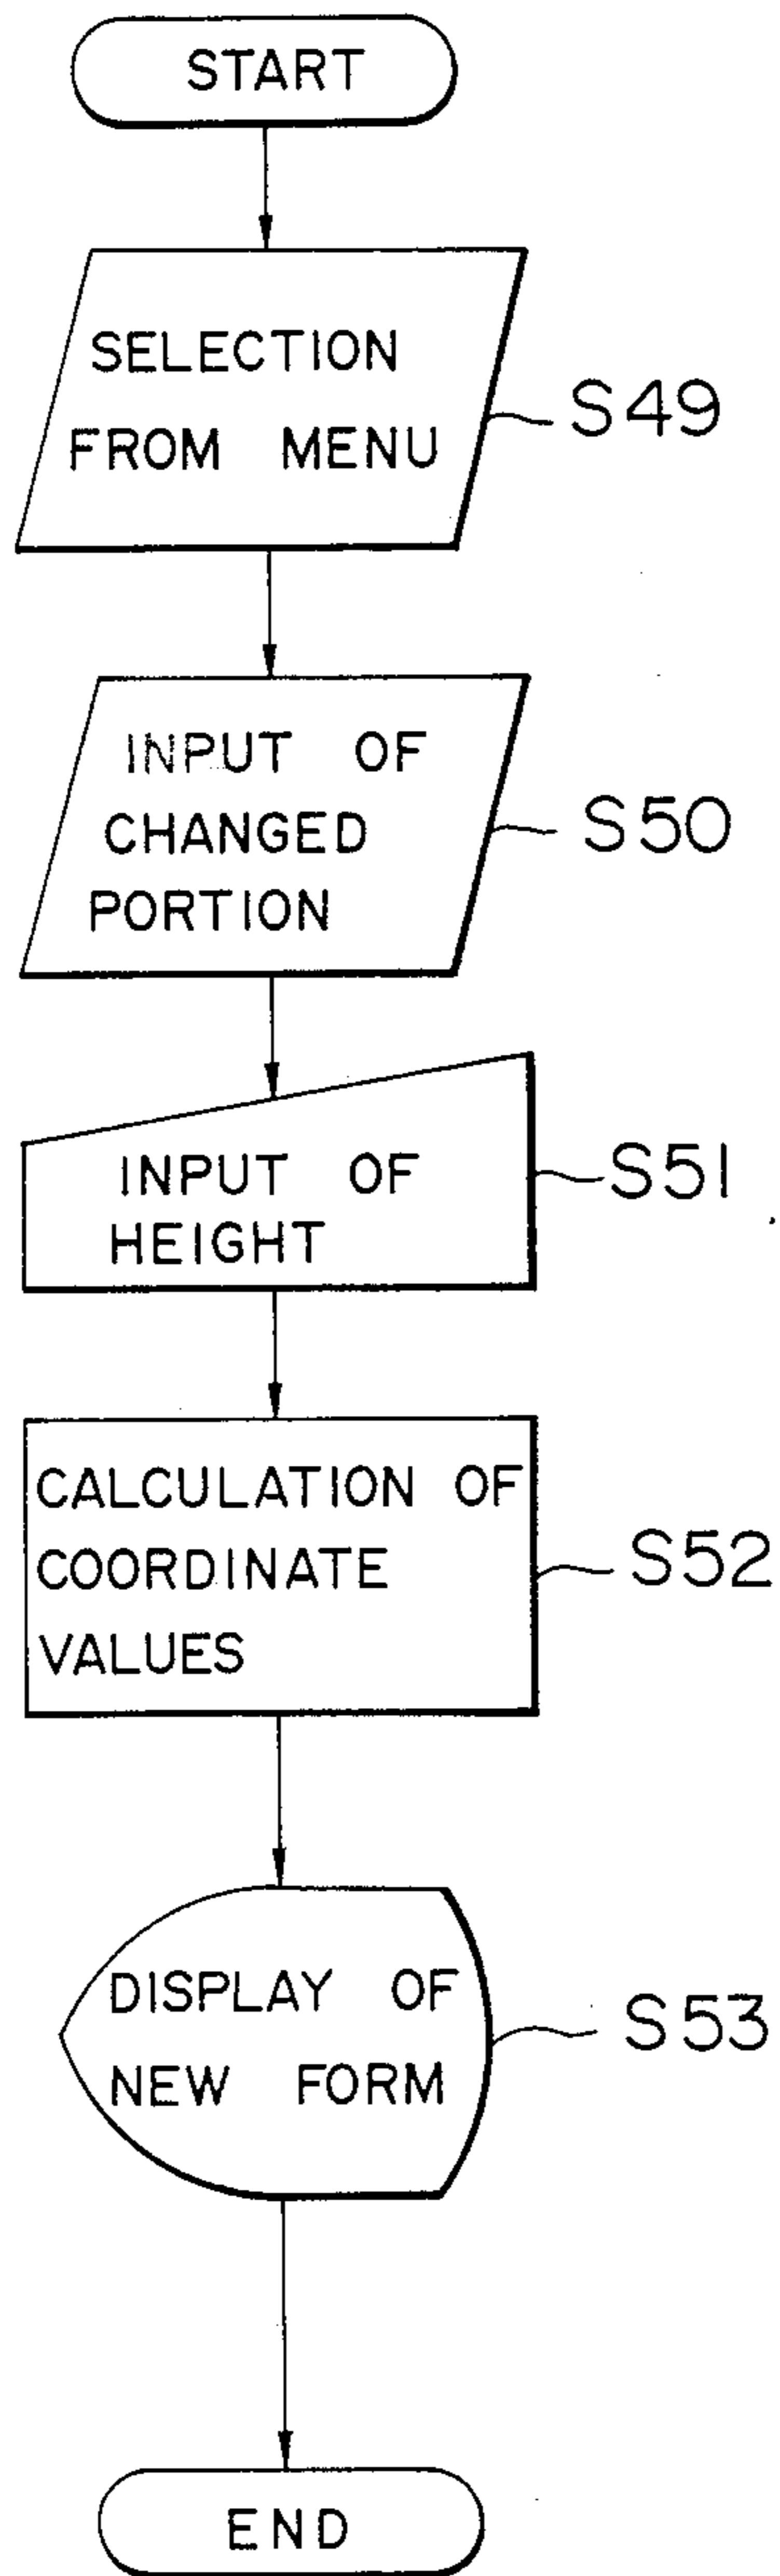 START
SELECTION
FROM MENU
S49
INPUT OF
CHANGED
PORTION
S50
INPUT OF
HEIGHT
S51
CALCULATION OF
COORDINATE
VALUES
S52
DISPLAY OF
NEW FORM
S53
END